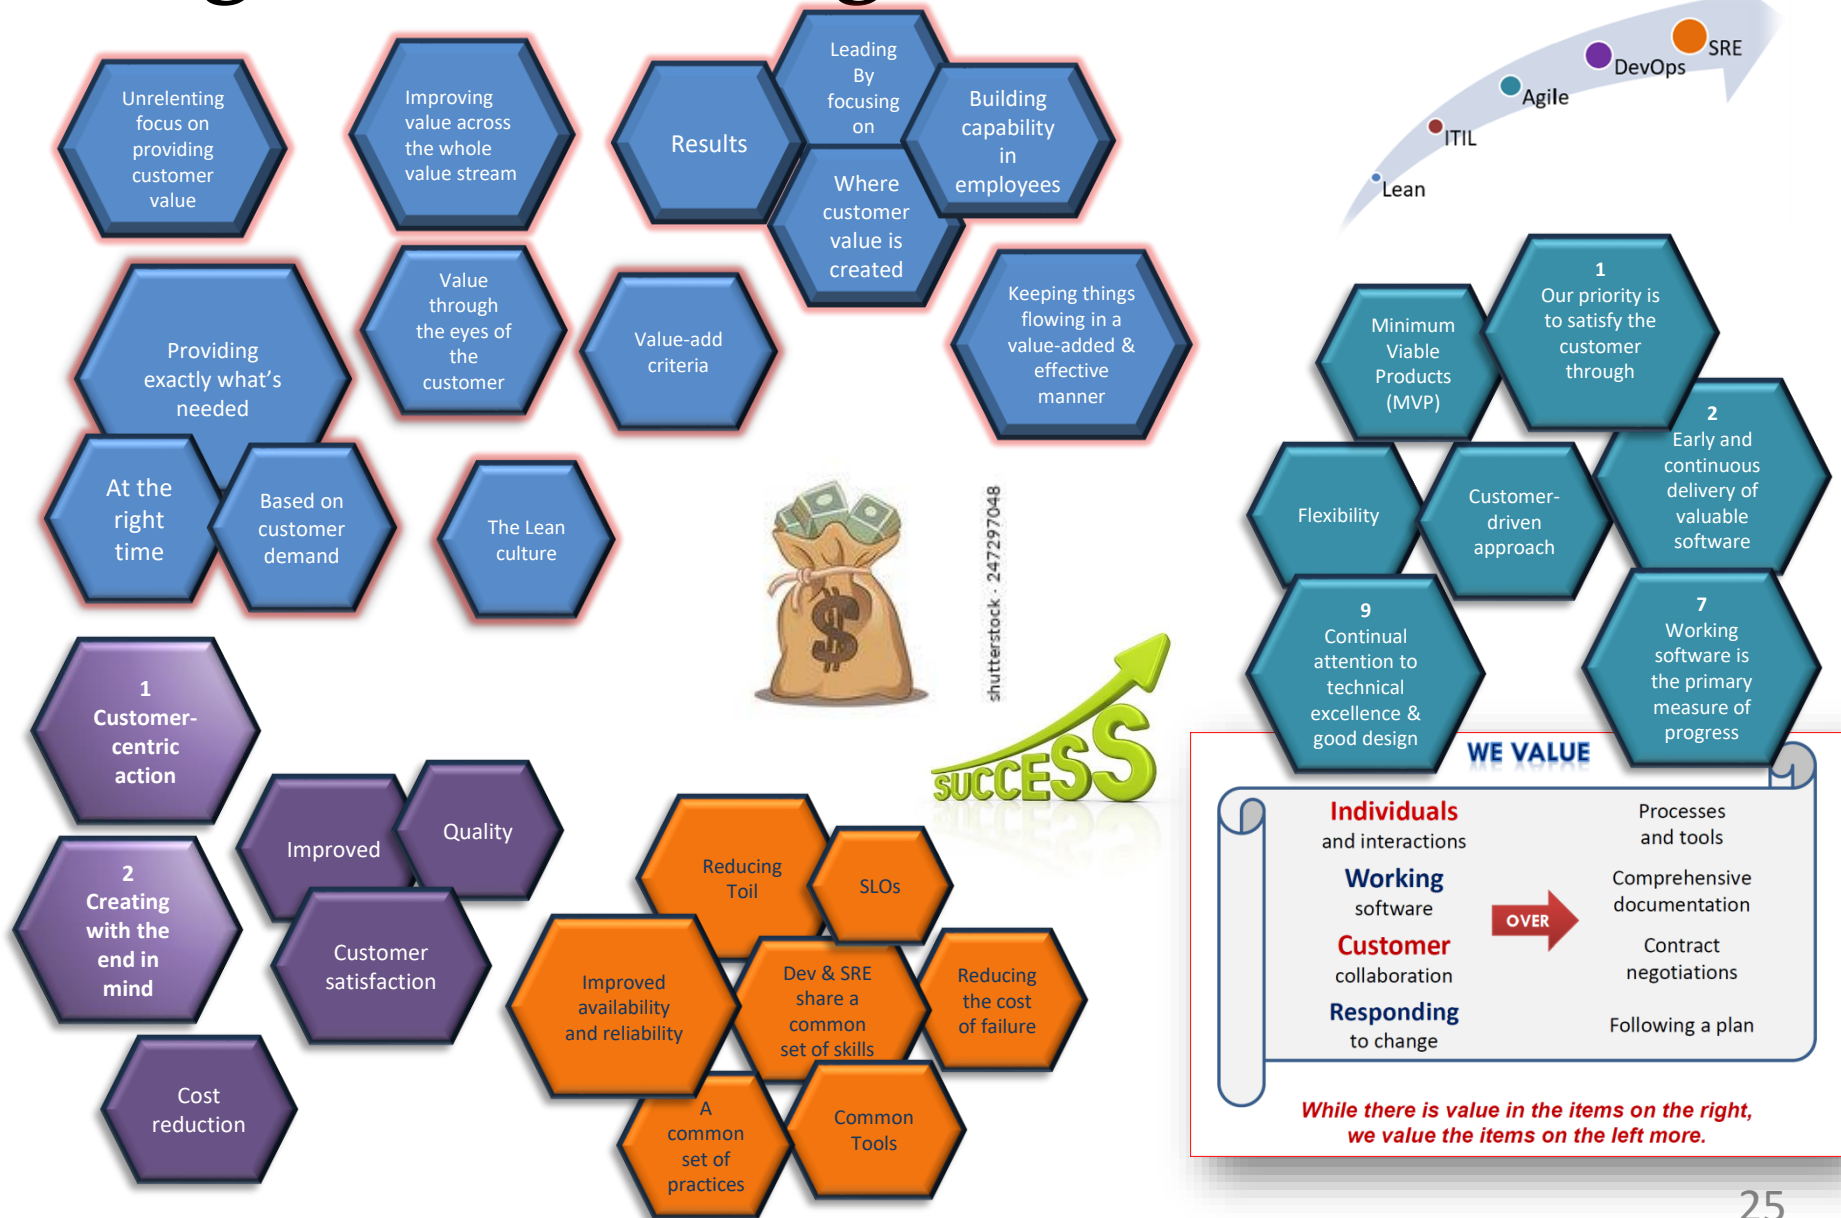 Unrelenting
focus on
providing
customer
value
Improving
value across
the whole
value stream
Results
Leading
By
focusing
on
Building
capability
in
employees
Where
customer
value is
created
Providing
exactly what's
needed
At the
right
time
Based on
customer
demand
Value
through
the eyes of
the
customer
Value-add
criteria
Keeping things
flowing in a
value-added &
effective
manner
The Lean
culture
SRE
DevOps
Agile
ITIL
Lean
Minimum
Viable
Products
(MVP)
1
Our priority is
to satisfy the
customer
through
2
Early and
continuous
delivery of
valuable
software
Flexibility
Customer-
driven
approach
9
Continual
attention to
technical
excellence &
good design
7
Working
software is
the primary
measure of
progress
shutterstock · 247297048
SUCCESS
1
Customer-
centric
action
2
Creating
with the
end in
mind
Improved
Quality
Customer
satisfaction
Cost
reduction
Reducing
Toil
SLOs
Improved
availability
and reliability
Dev & SRE
share a
common
set of skills
Reducing
the cost
of failure
A
common
set of
practices
Common
Tools
WE VALUE
Individuals
and interactions
Processes
and tools
Working
software
Comprehensive
documentation
OVER
Customer
collaboration
Contract
negotiations
Responding
to change
Following a plan
While there is value in the items on the right,
we value the items on the left more.
25